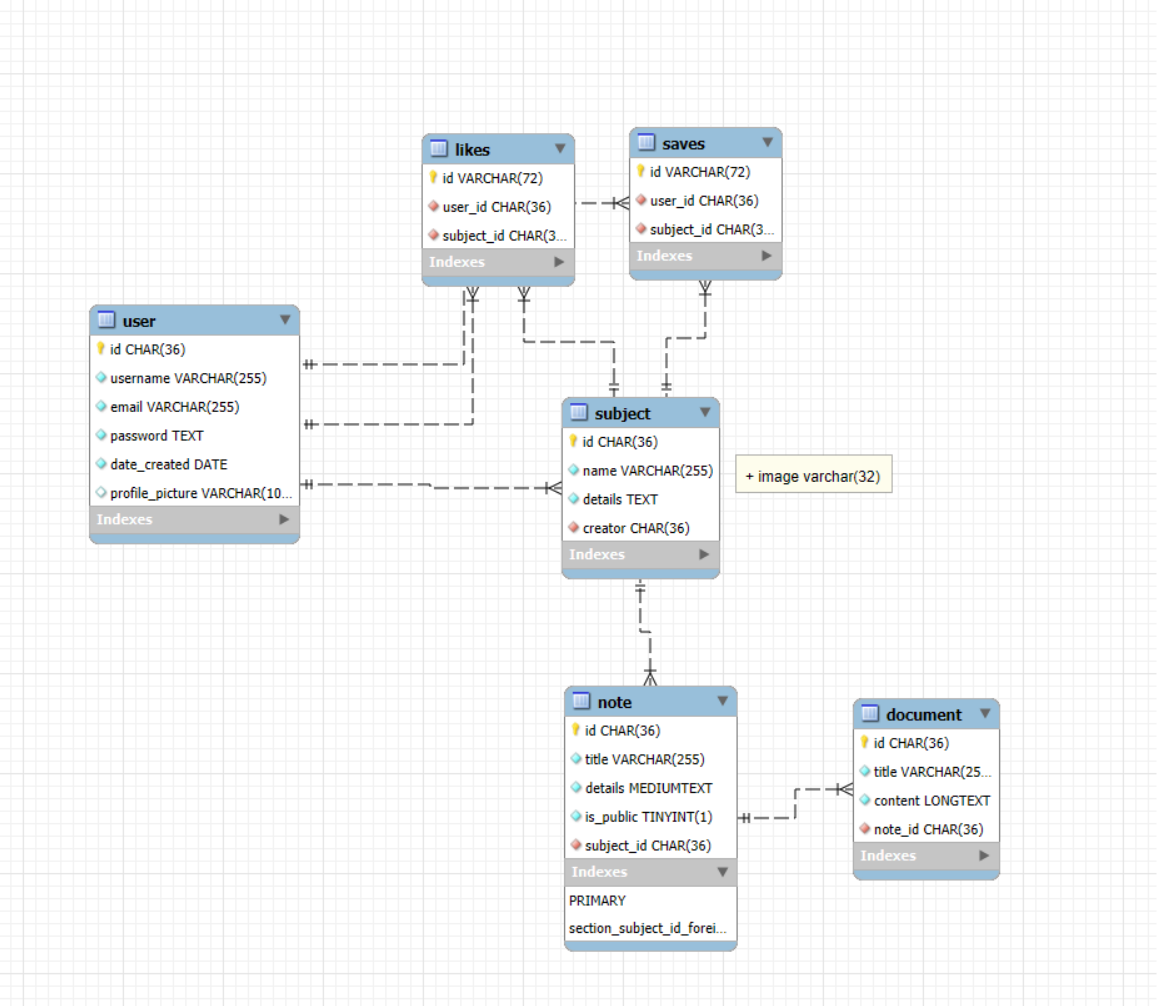 likes
id VARCHAR(72)
user_id CHAR(36)
subject_id CHAR(3...
Indexes
saves
id VARCHAR(72)
user_id CHAR(36)
subject_id CHAR(3...
Indexes
user
id CHAR(36)
username VARCHAR(255)
email VARCHAR(255)
password TEXT
date_created DATE
profile_picture VARCHAR(10...
Indexes
subject
id CHAR(36)
name VARCHAR(255)
details TEXT
creator CHAR(36)
Indexes
+ image varchar(32)
note
id CHAR(36)
title VARCHAR(255)
details MEDIUMTEXT
is_public TINYINT(1)
subject_id CHAR(36)
Indexes
PRIMARY
section_subject_id_forei...
document
id CHAR(36)
title VARCHAR(25...
content LONGTEXT
note_id CHAR(36)
Indexes